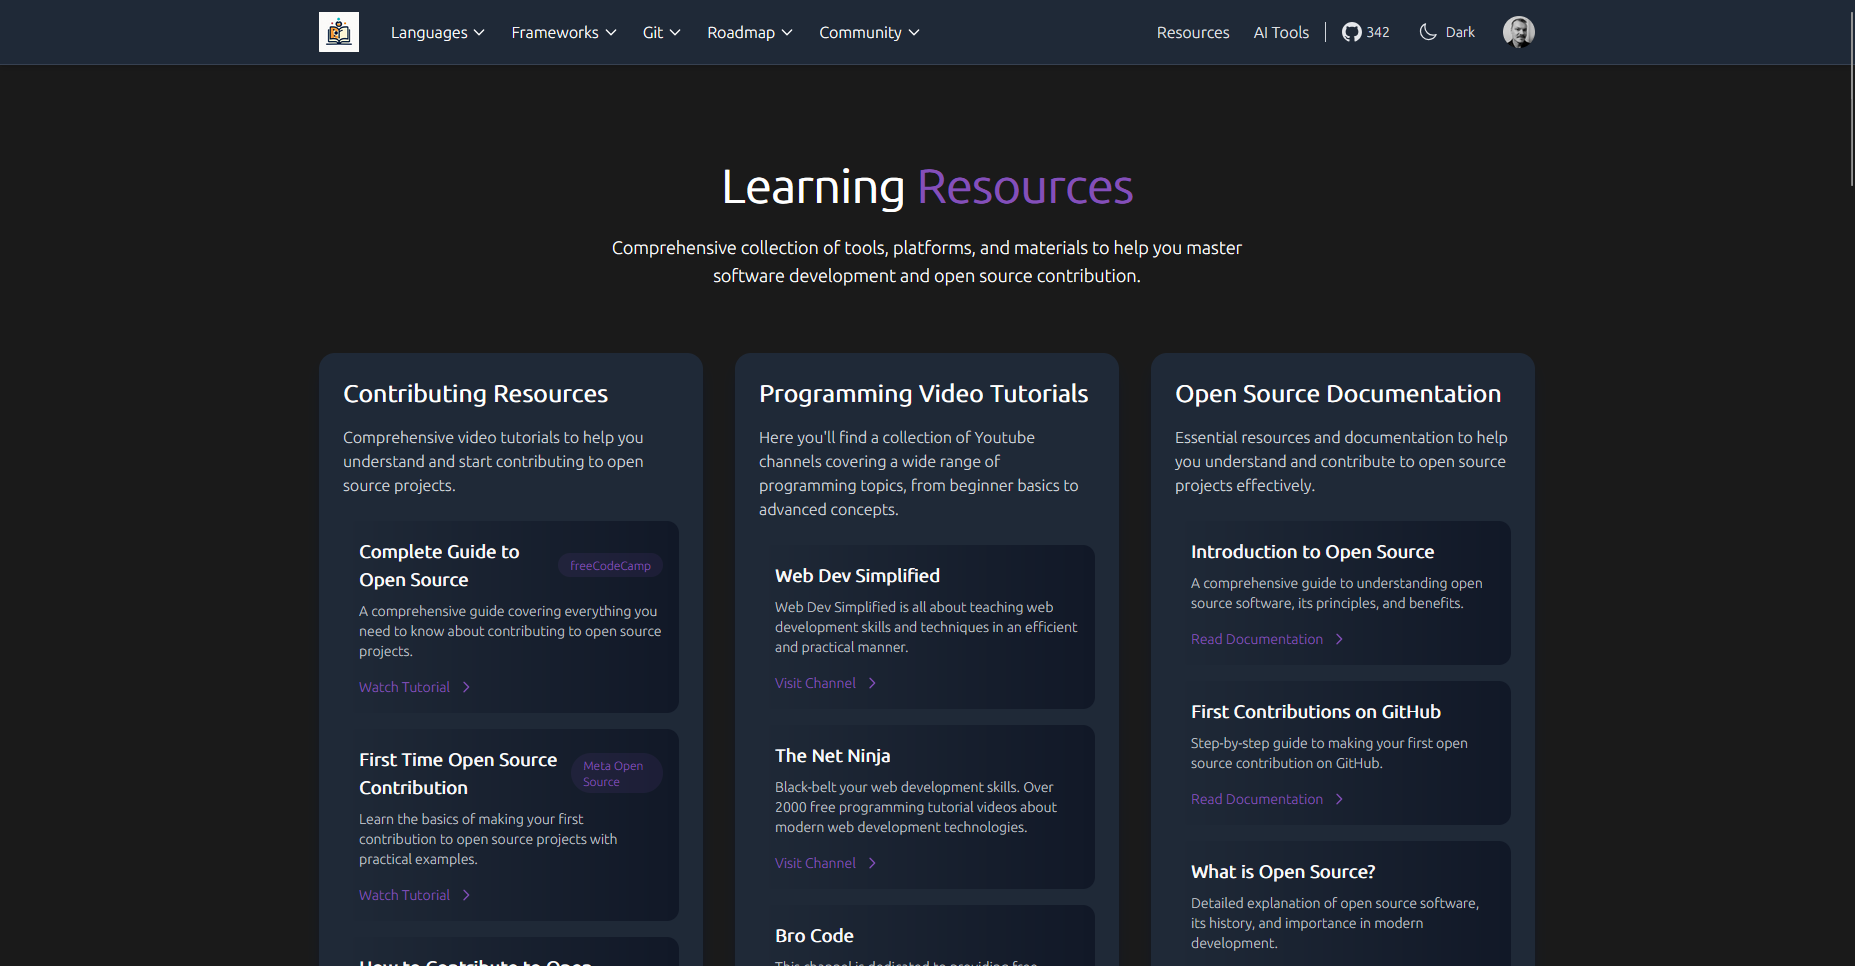 Languages
Frameworks
Git
Roadmap
Community
Resources
AI Tools
342
Dark
Learning Resources
Comprehensive collection of tools, platforms, and materials to help you master
software development and open source contribution.
Contributing Resources
Comprehensive video tutorials to help you
understand and start contributing to open
source projects.
Complete Guide to
Open Source
freeCodeCamp
A comprehensive guide covering everything you
need to know about contributing to open source
projects.
Watch Tutorial
First Time Open Source
Contribution
Meta Open
Source
Learn the basics of making your first
contribution to open source projects with
practical examples.
Watch Tutorial
How to Contribute to Open
Programming Video Tutorials
Here you'll find a collection of Youtube
channels covering a wide range of
programming topics, from beginner basics to
advanced concepts.
Web Dev Simplified
Web Dev Simplified is all about teaching web
development skills and techniques in an efficient
and practical manner.
Visit Channel
The Net Ninja
Black-belt your web development skills. Over
2000 free programming tutorial videos about
modern web development technologies.
Visit Channel
Bro Code
This channel is dedicated to providing free
Open Source Documentation
Essential resources and documentation to help
you understand and contribute to open source
projects effectively.
Introduction to Open Source
A comprehensive guide to understanding open
source software, its principles, and benefits.
Read Documentation
First Contributions on GitHub
Step-by-step guide to making your first open
source contribution on GitHub.
Read Documentation
What is Open Source?
Detailed explanation of open source software,
its history, and importance in modern
development.